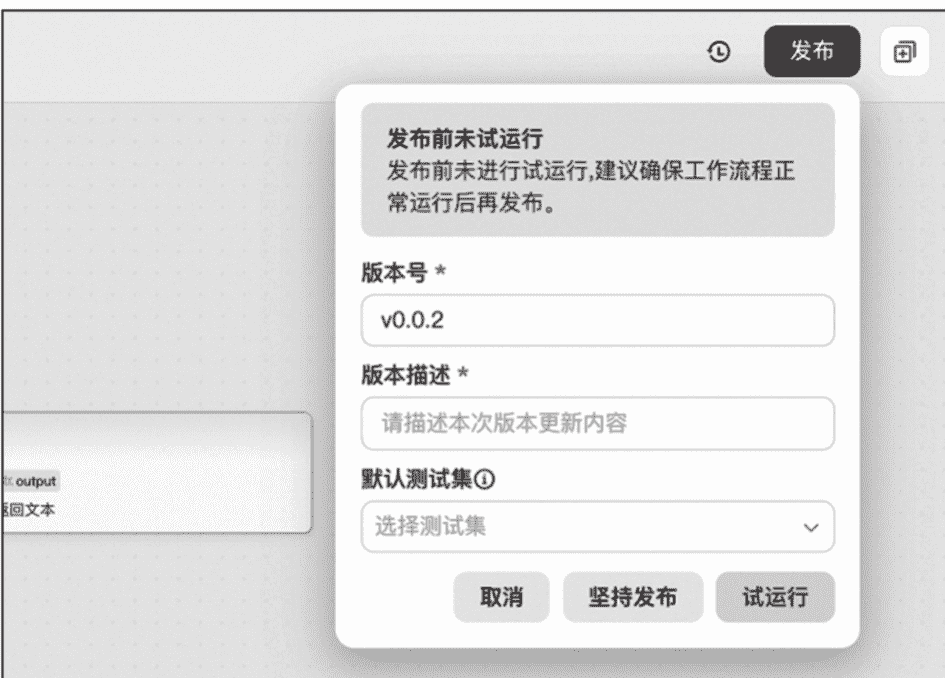 发布
发布前未试运行
发布前未进行试运行,建议确保工作流程正
常运行后再发布。
版本号 *
v0.0.2
版本描述 *
请描述本次版本更新内容
默认测试集
选择测试集
output
返回文本
取消 坚持发布 试运行